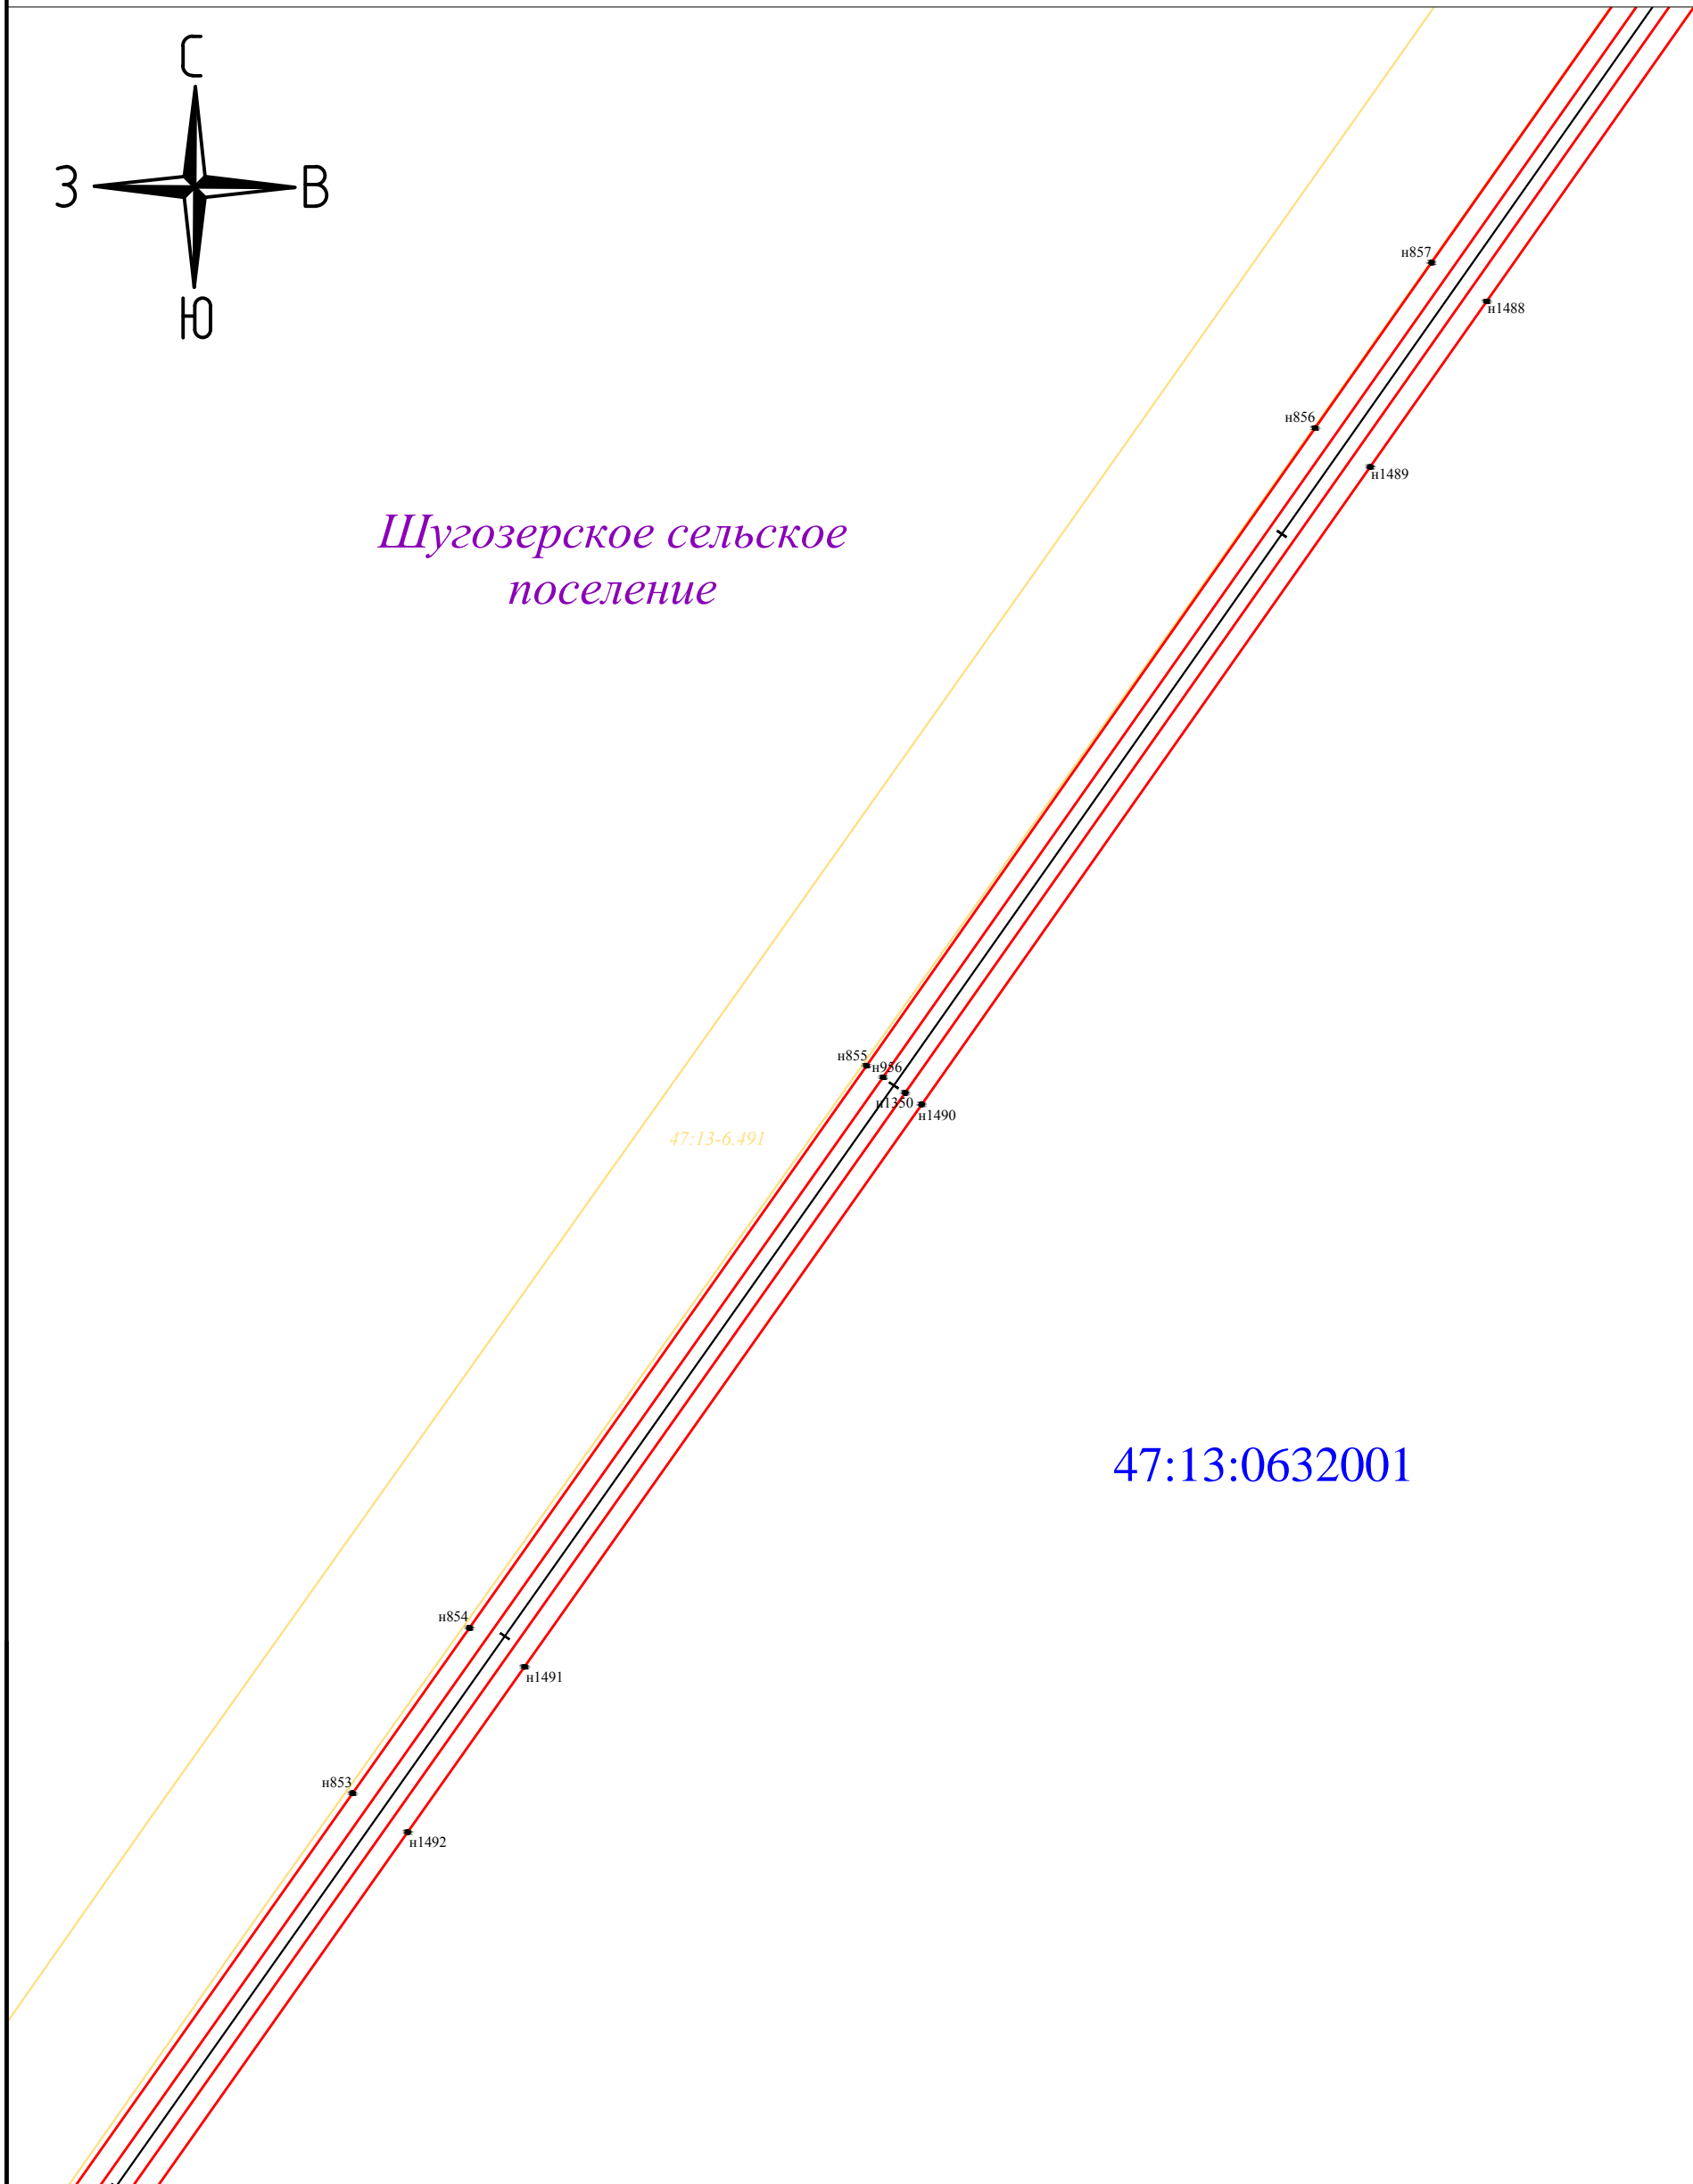 С
З
В
Ю
н857
н1488
н856
н1489
Шугозерское сельское
поселение
н855
н956
н1350
н1490
47:13-6.491
47:13:0632001
н854
н1491
н853
н1492